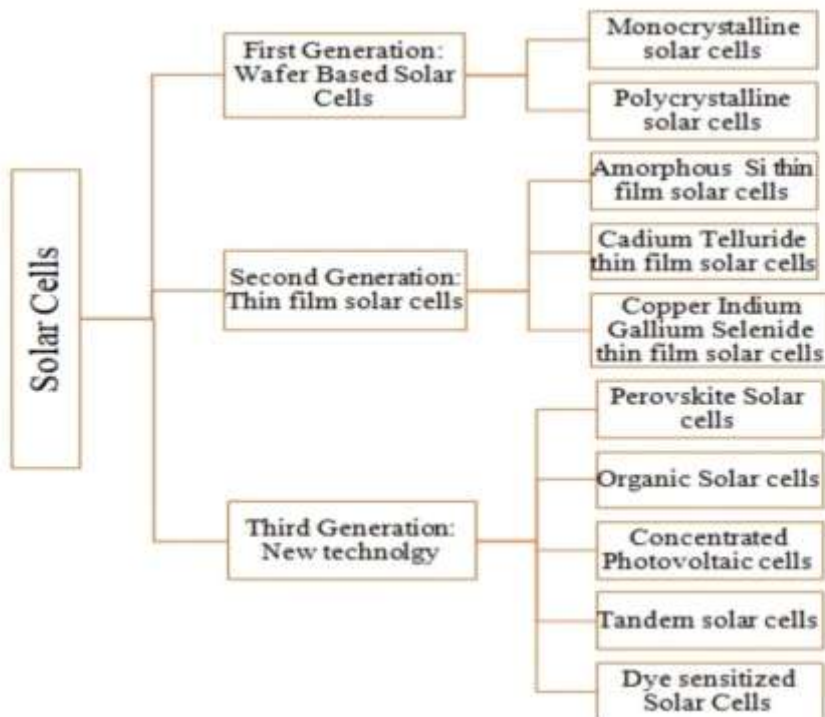 Solar Cells
First Generation:
Wafer Based Solar
Cells
Monocrystalline
solar cells
Polycrystalline
solar cells
Second Generation:
Thin film solar cells
Amorphous Si thin
film solar cells
Cadium Telluride
thin film solar cells
Copper Indium
Gallium Selenide
thin film solar cells
Third Generation:
New technolgy
Perovskite Solar
cells
Organic Solar cells
Concentrated
Photovoltaic cells
Tandem solar cells
Dye sensitized
Solar Cells